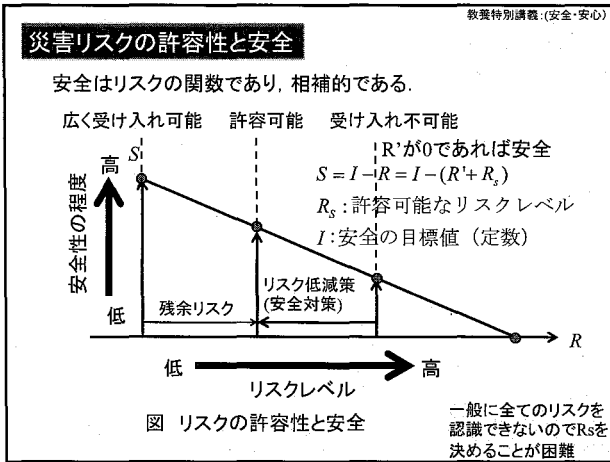 教養特別講義:(安全・安心)
災害リスクの許容性と安全
安全はリスクの関数であり,相補的である.
広く受け入れ可能 許容可能 受け入れ不可能
R'が0であれば安全
S = I − R = I − (R' + Rs)
Rs:許容可能なリスクレベル
I:安全の目標値(定数)
S
高
安全性の程度
低
残余リスク
リスク低減策
(安全対策)
R
低 高
リスクレベル
図 リスクの許容性と安全
一般に全てのリスクを
認識できないのでRsを
決めることが困難